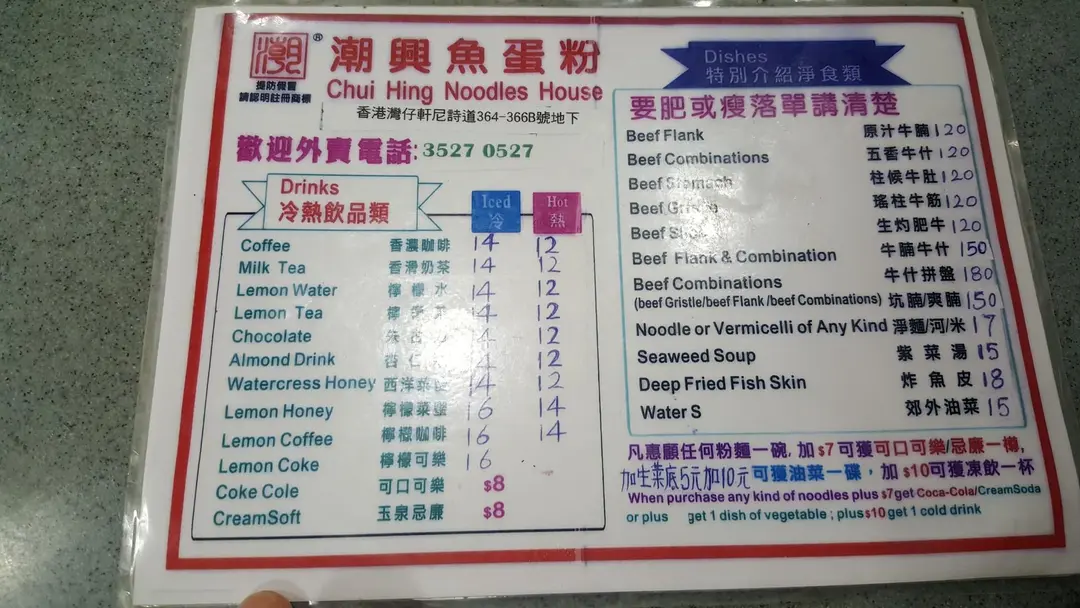 潮 ®
提防假冒
請認明註冊商標
潮興魚蛋粉
Chui Hing Noodles House
香港灣仔軒尼詩道364-366B號地下
歡迎外賣電話:3527 0527
Drinks
冷熱飲品類
Iced 冷
Hot 熱
Coffee 香濃咖啡 14 12
Milk Tea 香滑奶茶 14 12
Lemon Water 檸檬水 14 12
Lemon Tea 檸 14 12
Chocolate 朱古 4 12
Almond Drink 杏仁 4 12
Watercress Honey 西洋菜 14 12
Lemon Honey 檸檬 16 14
Lemon Coffee 檸檬咖啡 16 14
Lemon Coke 檸檬可樂 16
Coke Cole 可口可樂 $8
CreamSoft 玉泉忌廉 $8
Dishes
特別介紹淨食類
要肥或瘦落單講清楚
Beef Flank 原汁牛腩 120
Beef Combinations 五香牛什 120
Beef Stomach 柱候牛肚 120
Beef 瑤柱牛筋 120
Beef 生灼肥牛 120
Beef Flank & Combination 牛腩牛什 150
Beef Combinations 牛什拼盤 180
(beef Gristle/beef Flank /beef Combinations) 坑腩/爽腩 150
Noodle or Vermicelli of Any Kind 淨麵/河/米 17
Seaweed Soup 紫菜湯 15
Deep Fried Fish Skin 炸魚皮 18
Water S 郊外油菜 15
凡惠顧任何粉麵一碗, 加 $7 可獲可口可樂/忌廉一樽,
加生菜底5元加10元可獲油菜一碟， 加 $10可獲凍飲一杯
When purchase any kind of noodles plus $7get Coca-Cola/CreamSoda
or plus get 1 dish of vegetable ; plus$10 get 1 cold drink